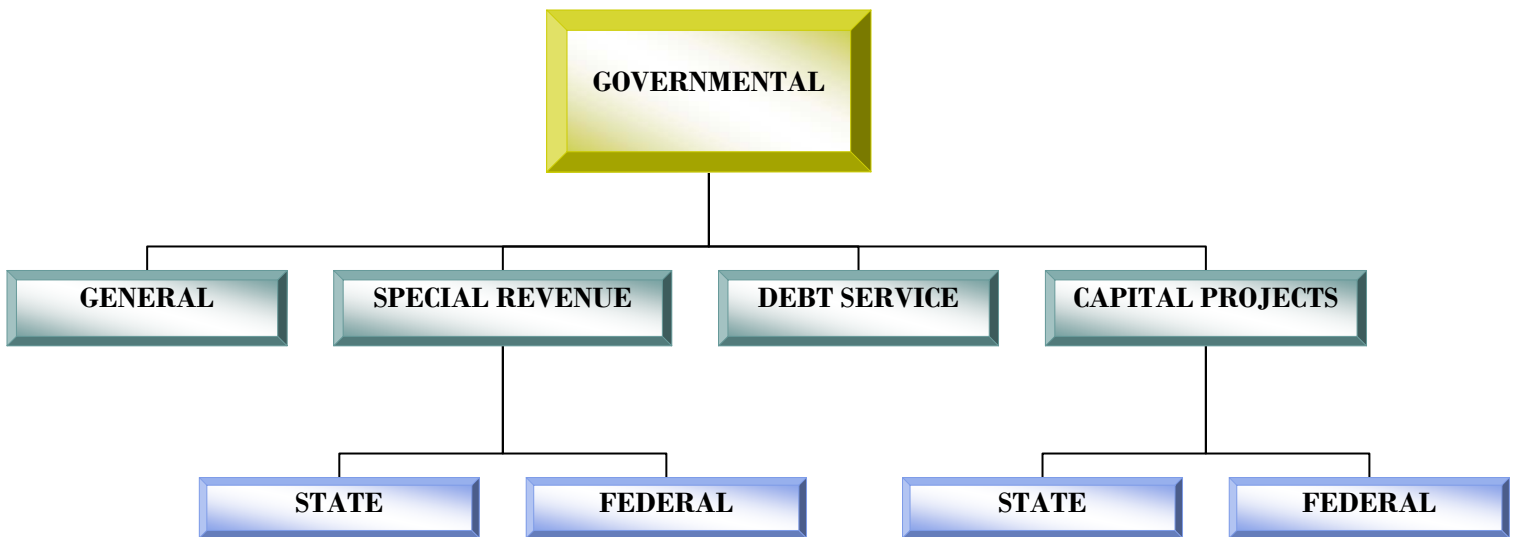 GOVERNMENTAL
GENERAL
SPECIAL REVENUE
DEBT SERVICE
CAPITAL PROJECTS
STATE
FEDERAL
STATE
FEDERAL